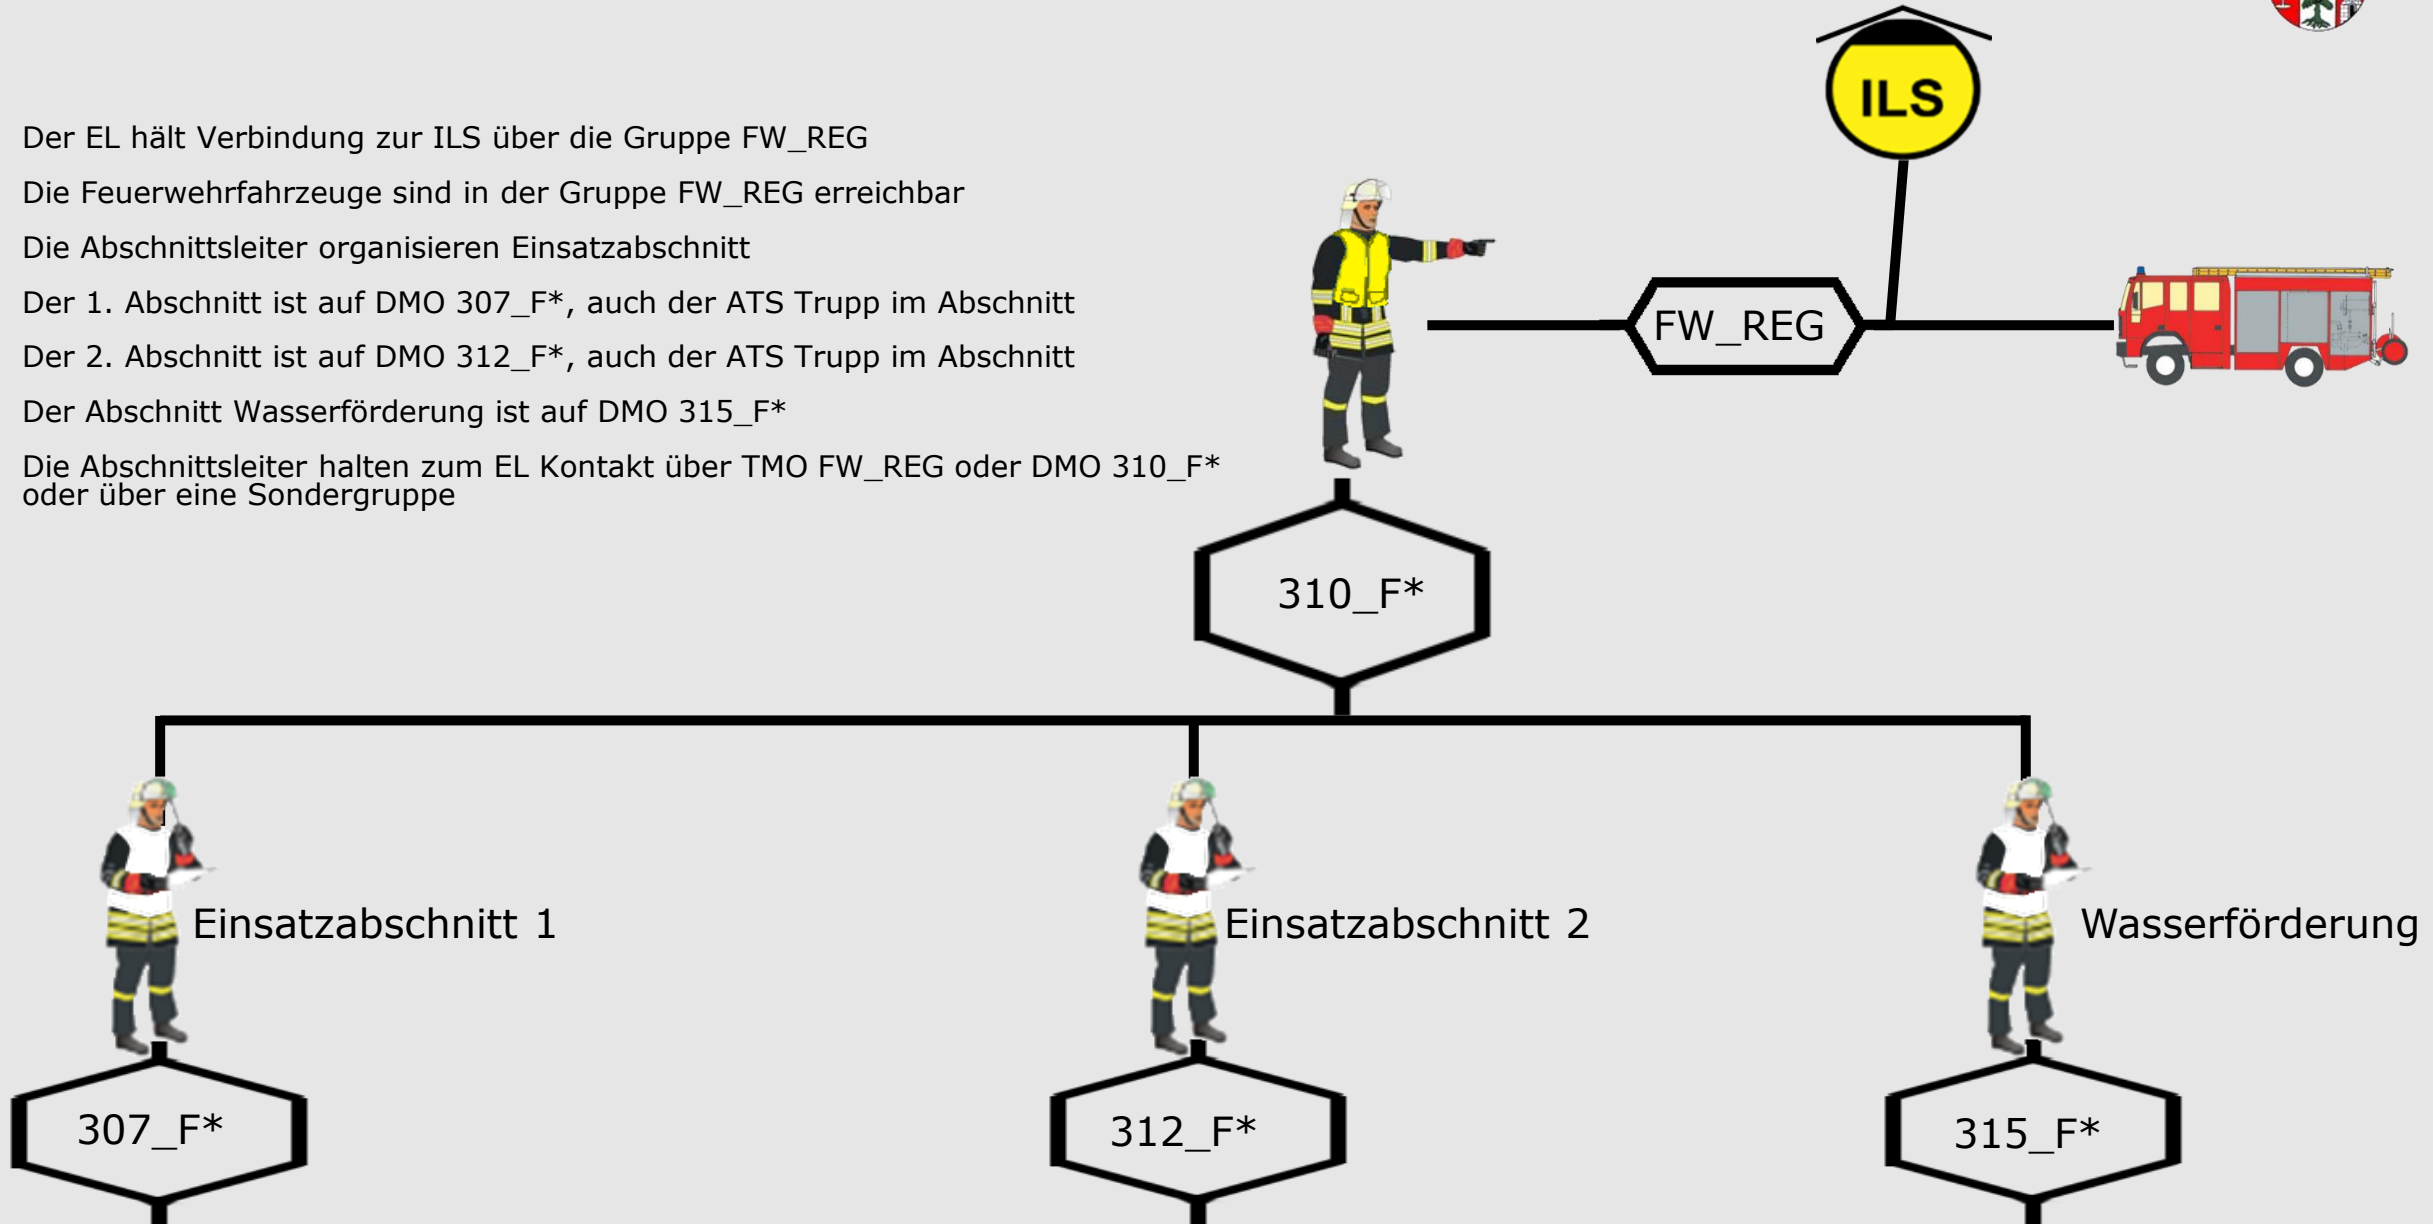 ILS
Der EL hält Verbindung zur ILS über die Gruppe FW_REG
Die Feuerwehrfahrzeuge sind in der Gruppe FW_REG erreichbar
Die Abschnittsleiter organisieren Einsatzabschnitt
Der 1. Abschnitt ist auf DMO 307_F*, auch der ATS Trupp im Abschnitt
Der 2. Abschnitt ist auf DMO 312_F*, auch der ATS Trupp im Abschnitt
Der Abschnitt Wasserförderung ist auf DMO 315_F*
Die Abschnittsleiter halten zum EL Kontakt über TMO FW_REG oder DMO 310_F*
oder über eine Sondergruppe
FW_REG
310_F*
Einsatzabschnitt 1
Einsatzabschnitt 2
Wasserförderung
307_F*
312_F*
315_F*